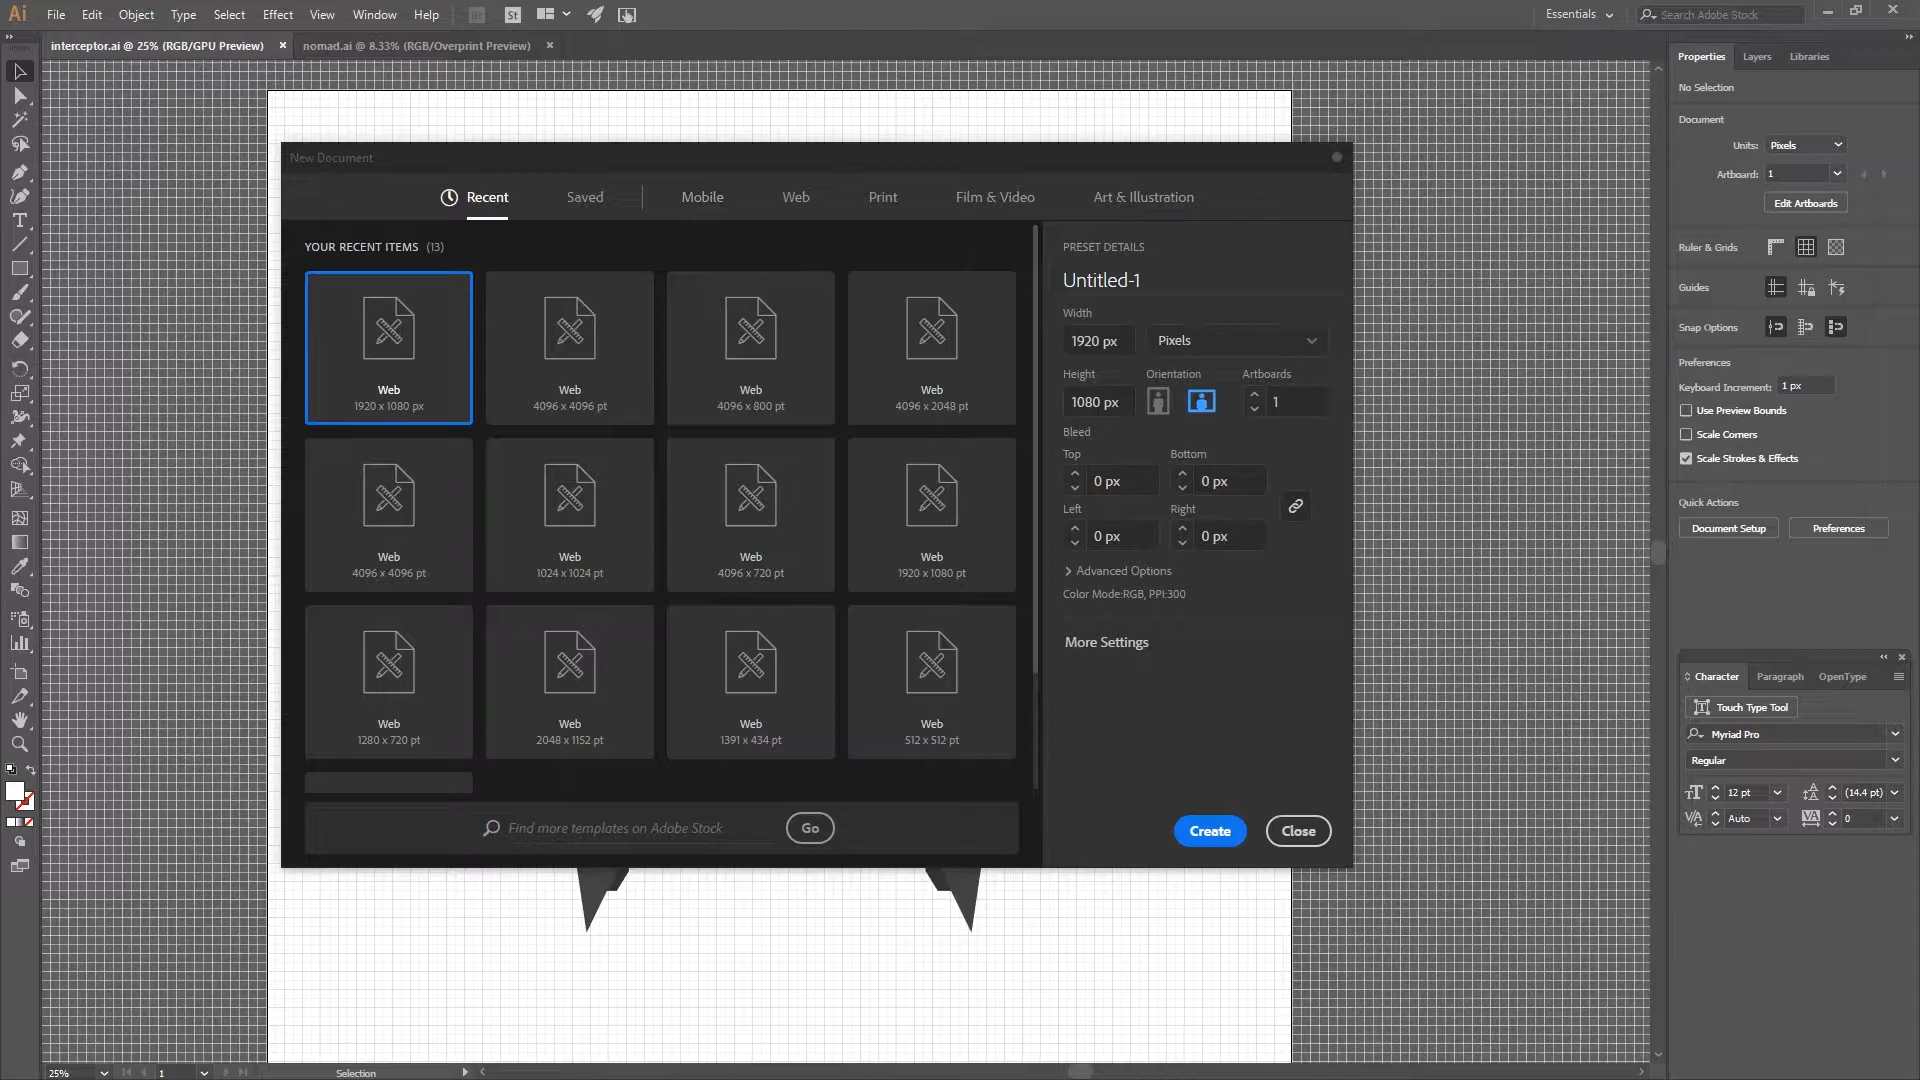 Ai File Edit Object Type Select Effect View Window Help Br St Essentials Search Adobe Stock
interceptor.ai @ 25% (RGB/GPU Preview) × nomad.ai @ 8.33% (RGB/Overprint Preview) ×
New Document
Recent Saved Mobile Web Print Film & Video Art & Illustration
YOUR RECENT ITEMS (13)
Web Web Web Web
1920 x 1080 px 4096 x 4096 pt 4096 x 800 pt 4096 x 2048 pt
Web Web Web Web
4096 x 4096 pt 1024 x 1024 pt 4096 x 720 pt 1920 x 1080 pt
Web Web Web Web
1280 x 720 pt 2048 x 1152 pt 1391 x 434 pt 512 x 512 pt
Find more templates on Adobe Stock Go
PRESET DETAILS
Untitled-1
Width
1920 px Pixels
Height Orientation Artboards
1080 px 1
Bleed
Top Bottom
0 px 0 px
Left Right
0 px 0 px
Advanced Options
Color Mode:RGB, PPI:300
More Settings
Create Close
Properties Layers Libraries
No Selection
Document
Units: Pixels
Artboard: 1
Edit Artboards
Ruler & Grids
Guides
Snap Options
Preferences
Keyboard Increment: 1 px
Use Preview Bounds
Scale Corners
Scale Strokes & Effects
Quick Actions
Document Setup Preferences
Character Paragraph OpenType
Touch Type Tool
Myriad Pro
Regular
12 pt (14.4 pt)
Auto 0
25% 1 Selection